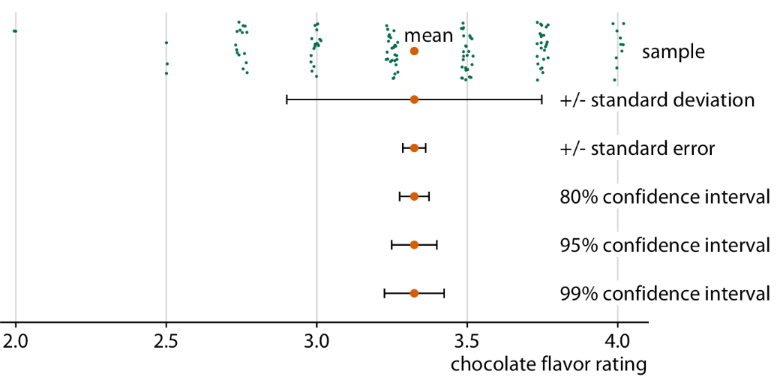 mean
sample
+/- standard deviation
+/- standard error
80% confidence interval
95% confidence interval
99% confidence interval
2.0 2.5 3.0 3.5 4.0
chocolate flavor rating